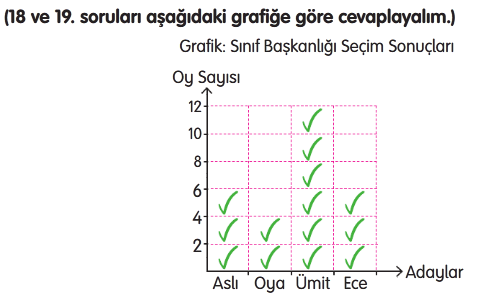 (18 ve 19. soruları aşağıdaki grafiğe göre cevaplayalım.)
Grafik: Sınıf Başkanlığı Seçim Sonuçları
Oy Sayısı
12
10
8
6
4
2
Aslı Oya Ümit Ece
Adaylar